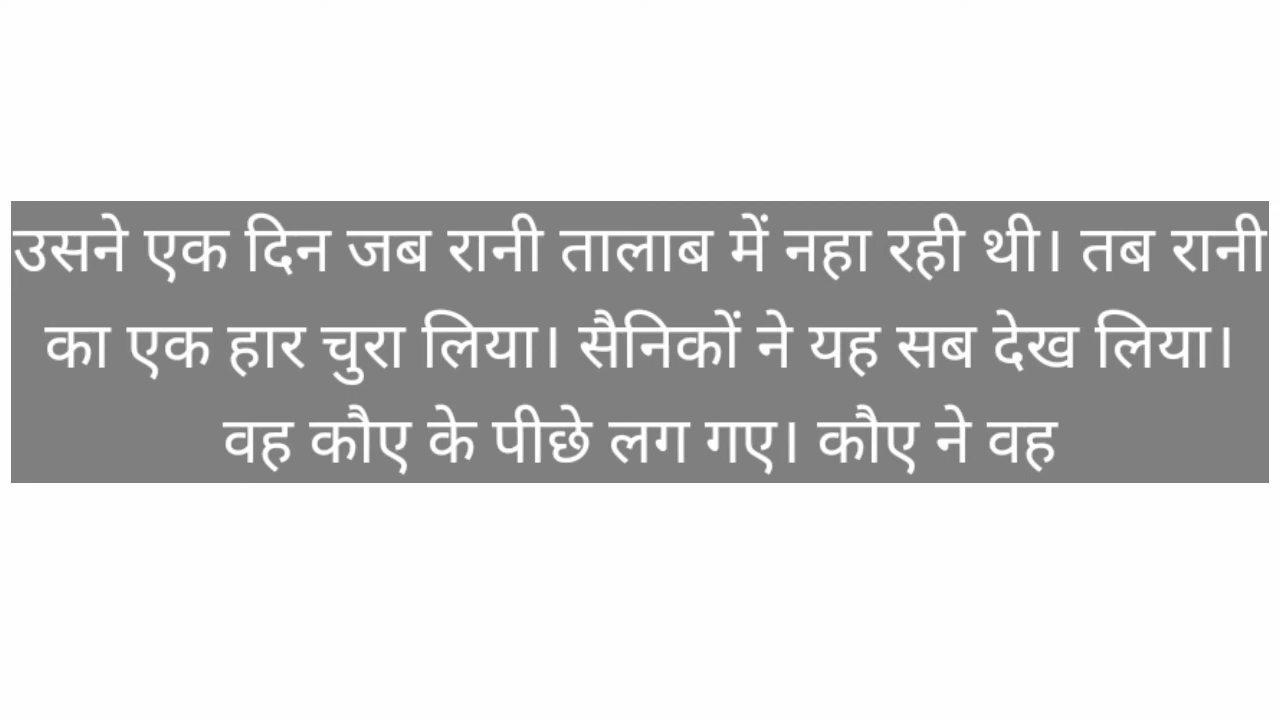 उसने एक दिन जब रानी तालाब में नहा रही थी। तब रानी
का एक हार चुरा लिया। सैनिकों ने यह सब देख लिया।
वह कौए के पीछे लग गए। कौए ने वह